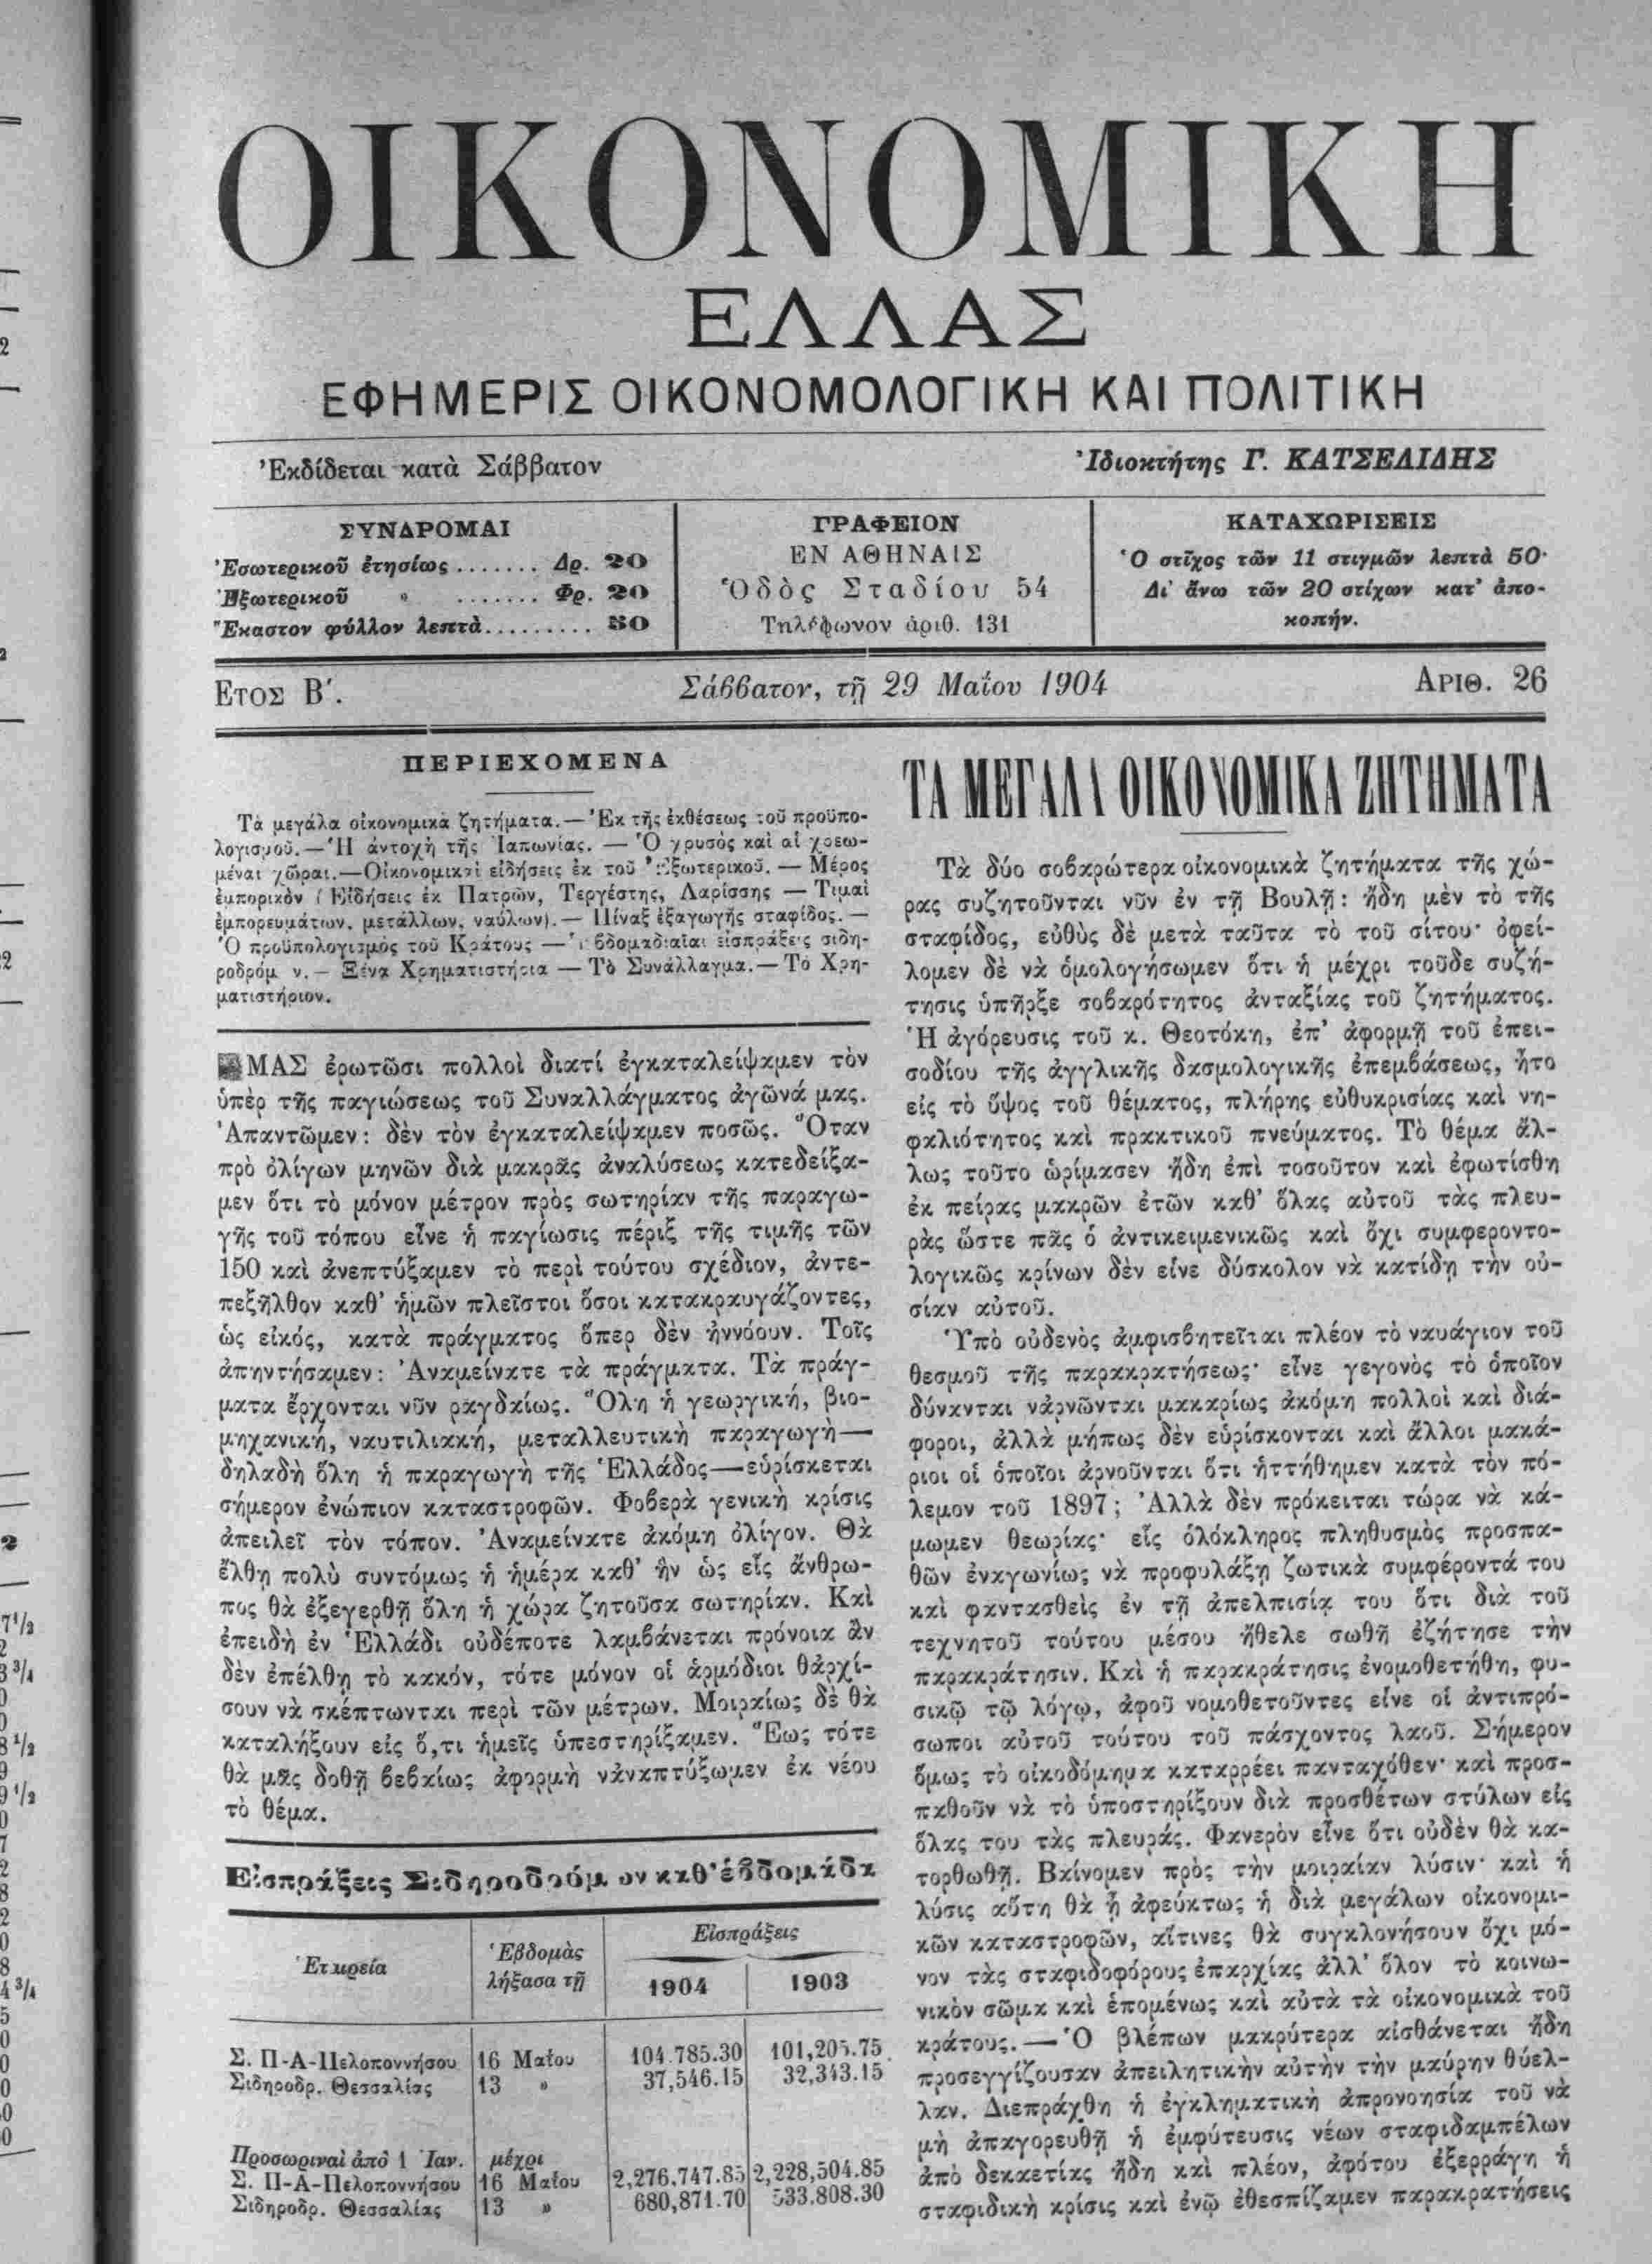 ΟΙΚΟΝΟΜΙΚΗ
ΕΛΛΑΣ
ΕΦΗΜΕΡΙΣ ΟΙΚΟΝΟΜΟΛΟΓΙΚΗ ΚΑΙ ΠΟΛΙΤΙΚΗ
Ἐκδίδεται κατὰ Σάββατον
Ἰδιοκτήτης Γ. ΚΑΤΣΕΛΙΔΗΣ
ΣΥΝΔΡΟΜΑΙ
Ἐσωτερικοῦ ἐτησίως ....... Δρ. 20
Ἐξωτερικοῦ » ....... Φρ. 20
Ἕκαστον φύλλον λεπτὰ.......... 50
ΓΡΑΦΕΙΟΝ
ΕΝ ΑΘΗΝΑΙΣ
Ὁδὸς Σταδίου 54
Τηλέφωνον ἀριθ. 131
ΚΑΤΑΧΩΡΙΣΕΙΣ
Ὁ στῖχος τῶν 11 στιγμῶν λεπτὰ 50·
Δι' ἄνω τῶν 20 στίχων κατ' ἀπο-
κοπήν.
ΕΤΟΣ Β΄.
Σάββατον, τῇ 29 Μαΐου 1904
ΑΡΙΘ. 26
ΠΕΡΙΕΧΟΜΕΝΑ
Τὰ μεγάλα οἰκονομικὰ ζητήματα.—Ἐκ τῆς ἐκθέσεως τοῦ προϋπο-
λογισμοῦ.—Ἡ ἀντοχὴ τῆς Ἰαπωνίας. — Ὁ χρυσὸς καὶ αἱ χρεω-
μέναι χῶραι.—Οἰκονομικαὶ εἰδήσεις ἐκ τοῦ Ἐξωτερικοῦ. — Μέρος
ἐμπορικὸν (Εἰδήσεις ἐκ Πατρῶν, Τεργέστης, Λαρίσσης — Τιμαὶ
ἐμπορευμάτων, μετάλλων, ναύλων).— Πίναξ ἐξαγωγῆς σταφίδος. —
Ὁ προϋπολογισμὸς τοῦ Κράτους — Ἑβδομαδιαῖαι εἰσπράξεις σιδη-
ροδρόμ ν.— Ξένα Χρηματιστήρια — Τὸ Συνάλλαγμα.— Τὸ Χρη-
ματιστήριον.
ΜΑΣ ἐρωτῶσι πολλοὶ διατί ἐγκαταλείψαμεν τὸν
ὑπὲρ τῆς παγιώσεως τοῦ Συναλλάγματος ἀγῶνά μας.
Ἀπαντῶμεν: δὲν τὸν ἐγκαταλείψαμεν ποσῶς. Ὅταν
πρὸ ὀλίγων μηνῶν διὰ μακρᾶς ἀναλύσεως κατεδείξα-
μεν ὅτι τὸ μόνον μέτρον πρὸς σωτηρίαν τῆς παραγω-
γῆς τοῦ τόπου εἶνε ἡ παγίωσις πέριξ τῆς τιμῆς τῶν
150 καὶ ἀνεπτύξαμεν τὸ περὶ τούτου σχέδιον, ἀντε-
πεξῆλθον καθ' ἡμῶν πλεῖστοι ὅσοι κατακραυγάζοντες,
ὡς εἰκός, κατὰ πράγματος ὅπερ δὲν ἠννόουν. Τοῖς
ἀπηντήσαμεν: Ἀναμείνατε τὰ πράγματα. Τὰ πράγ-
ματα ἔρχονται νῦν ραγδαίως. Ὅλη ἡ γεωργική, βιο-
μηχανική, ναυτιλιακή, μεταλλευτικὴ παραγωγὴ—
δηλαδὴ ὅλη ἡ παραγωγὴ τῆς Ἑλλάδος—εὑρίσκεται
σήμερον ἐνώπιον καταστροφῶν. Φοβερὰ γενικὴ κρίσις
ἀπειλεῖ τὸν τόπον. Ἀναμείνατε ἀκόμη ὀλίγον. Θὰ
ἔλθῃ πολὺ συντόμως ἡ ἡμέρα καθ' ἣν ὡς εἷς ἄνθρω-
πος θὰ ἐξεγερθῇ ὅλη ἡ χώρα ζητοῦσα σωτηρίαν. Καὶ
ἐπειδὴ ἐν Ἑλλάδι οὐδέποτε λαμβάνεται πρόνοια ἂν
δὲν ἐπέλθῃ τὸ κακόν, τότε μόνον οἱ ἁρμόδιοι θἀρχί-
σουν νὰ σκέπτωνται περὶ τῶν μέτρων. Μοιραίως δὲ θὰ
καταλήξουν εἰς ὅ,τι ἡμεῖς ὑπεστηρίξαμεν. Ἕως τότε
θὰ μᾶς δοθῇ βεβαίως ἀφορμὴ νἀναπτύξωμεν ἐκ νέου
τὸ θέμα.
Εἰσπράξεις Σιδηροδρόμ ων καθ' ἑβδομάδα
Ἑταιρεία
Ἑβδομὰς
λήξασα τῇ
Εἰσπράξεις
1904
1903
Σ. Π-Α-Πελοποννήσου 16 Μαΐου 104.785.30 101,205.75
Σιδηροδρ. Θεσσαλίας 13 » 37,546.15 32,343.15
Προσωριναὶ ἀπὸ 1 Ἰαν. μέχρι
Σ. Π-Α-Πελοποννήσου 16 Μαΐου 2,276.747.85 2,228,504.85
Σιδηροδρ. Θεσσαλίας 13 » 680,871.70 533.808.30
ΤΑ ΜΕΓΑΛΑ ΟΙΚΟΝΟΜΙΚΑ ΖΗΤΗΜΑΤΑ
Τὰ δύο σοβαρώτερα οἰκονομικὰ ζητήματα τῆς χώ-
ρας συζητοῦνται νῦν ἐν τῇ Βουλῇ: ἤδη μὲν τὸ τῆς
σταφίδος, εὐθὺς δὲ μετὰ ταῦτα τὸ τοῦ σίτου· ὀφεί-
λομεν δὲ νὰ ὁμολογήσωμεν ὅτι ἡ μέχρι τοῦδε συζή-
τησις ὑπῆρξε σοβαρότητος ἀνταξίας τοῦ ζητήματος.
Ἡ ἀγόρευσις τοῦ κ. Θεοτόκη, ἐπ' ἀφορμῇ τοῦ ἐπει-
σοδίου τῆς ἀγγλικῆς δασμολογικῆς ἐπεμβάσεως, ἦτο
εἰς τὸ ὕψος τοῦ θέματος, πλήρης εὐθυκρισίας καὶ νη-
φαλιότητος καὶ πρακτικοῦ πνεύματος. Τὸ θέμα ἄλ-
λως τοῦτο ὡρίμασεν ἤδη ἐπὶ τοσοῦτον καὶ ἐφωτίσθη
ἐκ πείρας μακρῶν ἐτῶν καθ' ὅλας αὐτοῦ τὰς πλευ-
ρὰς ὥστε πᾶς ὁ ἀντικειμενικῶς καὶ ὄχι συμφεροντο-
λογικῶς κρίνων δὲν εἶνε δύσκολον νὰ κατίδῃ τὴν οὐ-
σίαν αὐτοῦ.
Ὑπὸ οὐδενὸς ἀμφισβητεῖται πλέον τὸ ναυάγιον τοῦ
θεσμοῦ τῆς παρακρατήσεως· εἶνε γεγονὸς τὸ ὁποῖον
δύνανται νἀρνῶνται μακαρίως ἀκόμη πολλοὶ καὶ διά-
φοροι, ἀλλὰ μήπως δὲν εὑρίσκονται καὶ ἄλλοι μακά-
ριοι οἱ ὁποῖοι ἀρνοῦνται ὅτι ἡττήθημεν κατὰ τὸν πό-
λεμον τοῦ 1897; Ἀλλὰ δὲν πρόκειται τώρα νὰ κά-
μωμεν θεωρίας· εἷς ὁλόκληρος πληθυσμὸς προσπα-
θῶν ἐναγωνίως νὰ προφυλάξῃ ζωτικὰ συμφέροντά του
καὶ φαντασθεὶς ἐν τῇ ἀπελπισίᾳ του ὅτι διὰ τοῦ
τεχνητοῦ τούτου μέσου ἤθελε σωθῇ ἐζήτησε τὴν
παρακράτησιν. Καὶ ἡ παρακράτησις ἐνομοθετήθη, φυ-
σικῷ τῷ λόγῳ, ἀφοῦ νομοθετοῦντες εἶνε οἱ ἀντιπρό-
σωποι αὐτοῦ τούτου τοῦ πάσχοντος λαοῦ. Σήμερον
ὅμως τὸ οἰκοδόμημα καταρρέει πανταχόθεν· καὶ προσ-
παθοῦν νὰ τὸ ὑποστηρίξουν διὰ προσθέτων στύλων εἰς
ὅλας του τὰς πλευράς. Φανερὸν εἶνε ὅτι οὐδὲν θὰ κα-
τορθωθῇ. Βαίνομεν πρὸς τὴν μοιραίαν λύσιν· καὶ ἡ
λύσις αὕτη θὰ ᾖ ἀφεύκτως ἡ διὰ μεγάλων οἰκονομι-
κῶν καταστροφῶν, αἵτινες θὰ συγκλονήσουν ὄχι μό-
νον τὰς σταφιδοφόρους ἐπαρχίας ἀλλ' ὅλον τὸ κοινω-
νικὸν σῶμα καὶ ἑπομένως καὶ αὐτὰ τὰ οἰκονομικὰ τοῦ
κράτους.— Ὁ βλέπων μακρύτερα αἰσθάνεται ἤδη
προσεγγίζουσαν ἀπειλητικὴν αὐτὴν τὴν μαύρην θύελ-
λαν. Διεπράχθη ἡ ἐγκληματικὴ ἀπρονοησία τοῦ νὰ
μὴ ἀπαγορευθῇ ἡ ἐμφύτευσις νέων σταφιδαμπέλων
ἀπὸ δεκαετίας ἤδη καὶ πλέον, ἀφότου ἐξερράγη ἡ
σταφιδικὴ κρίσις καὶ ἐνῷ ἐθεσπίζαμεν παρακρατήσεις